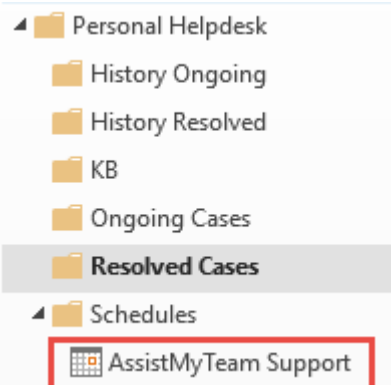 Personal Helpdesk
History Ongoing
History Resolved
KB
Ongoing Cases
Resolved Cases
Schedules
AssistMyTeam Support